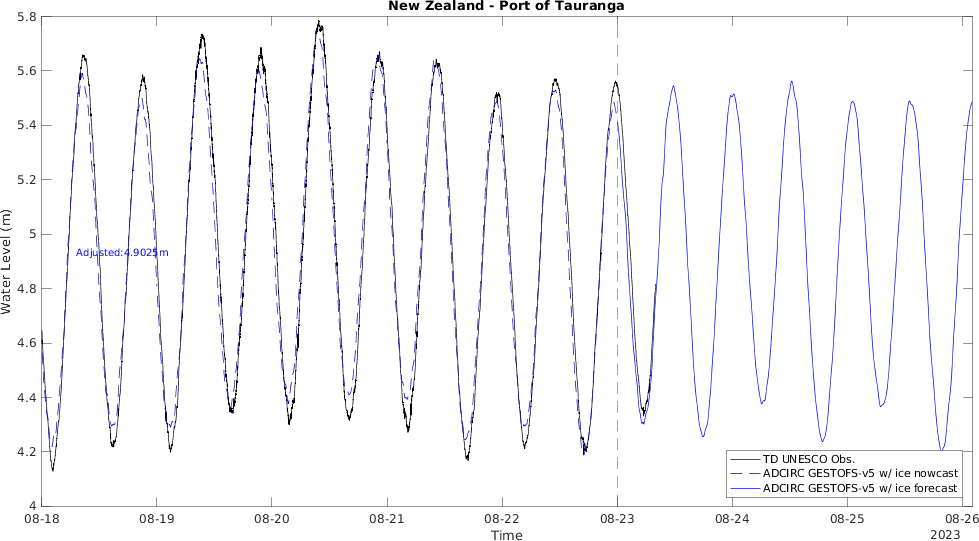 New Zealand - Port of Tauranga
5.8
5.6
5.4
5.2
5
4.8
4.6
4.4
4.2
4
Water Level (m)
Adjusted:4.9025m
TD UNESCO Obs.
ADCIRC GESTOFS-v5 w/ ice nowcast
ADCIRC GESTOFS-v5 w/ ice forecast
08-18 08-19 08-20 08-21 08-22 08-23 08-24 08-25 08-26
Time
2023